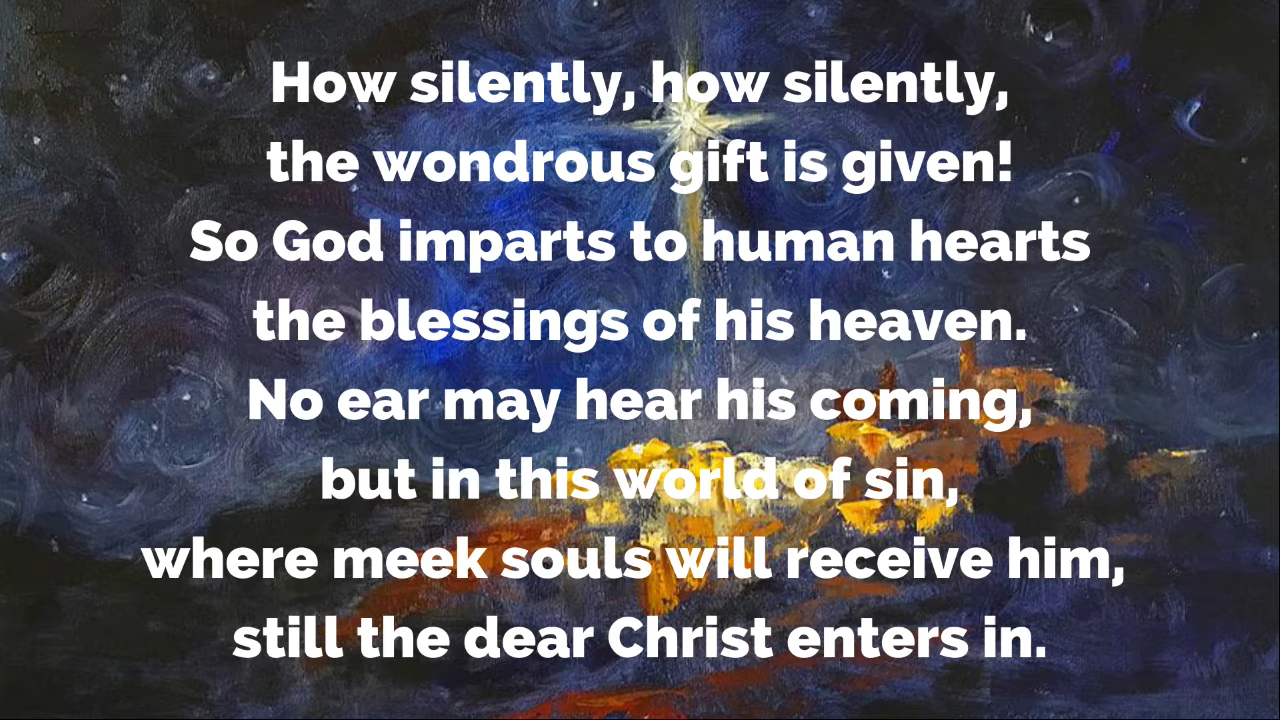 How silently, how silently,
the wondrous gift is given!
So God imparts to human hearts
the blessings of his heaven.
No ear may hear his coming,
but in this world of sin,
where meek souls will receive him,
still the dear Christ enters in.